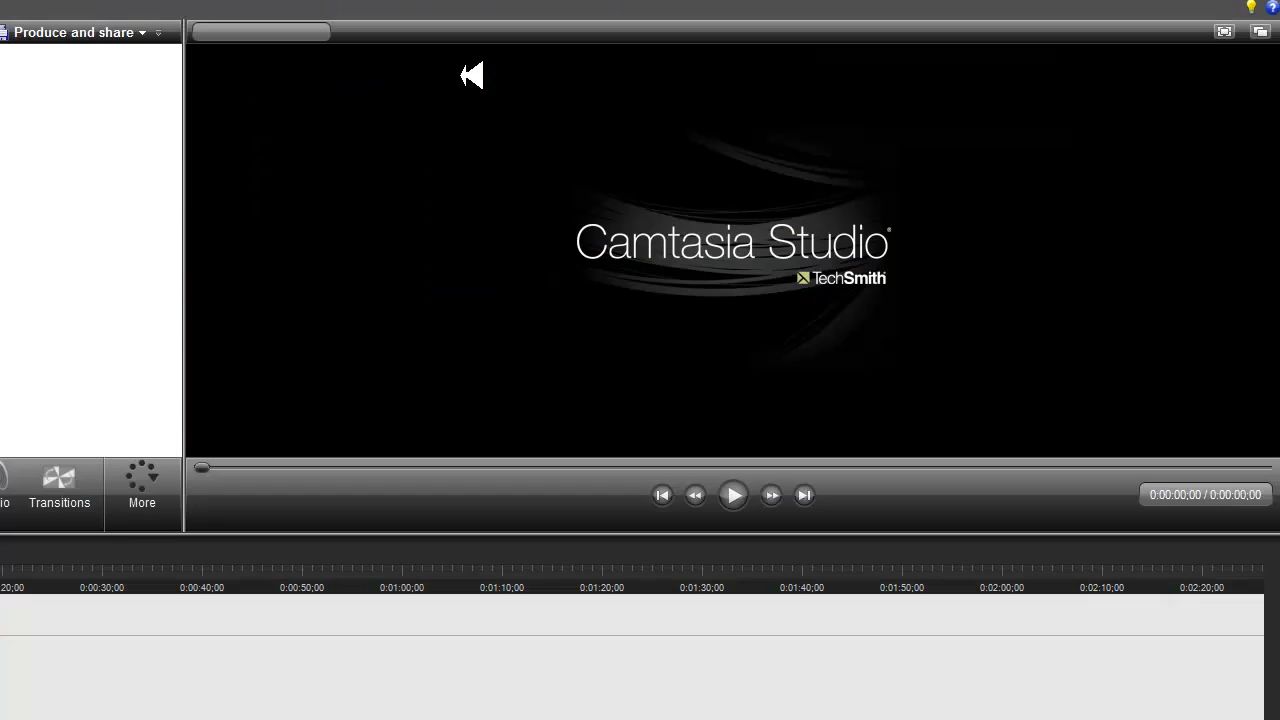 Produce and share
Camtasia Studio®
TechSmith
io
Transitions
More
0:00:00;00 / 0:00:00;00
20;00
0:00:30;00
0:00:40;00
0:00:50;00
0:01:00;00
0:01:10;00
0:01:20;00
0:01:30;00
0:01:40;00
0:01:50;00
0:02:00;00
0:02:10;00
0:02:20;00